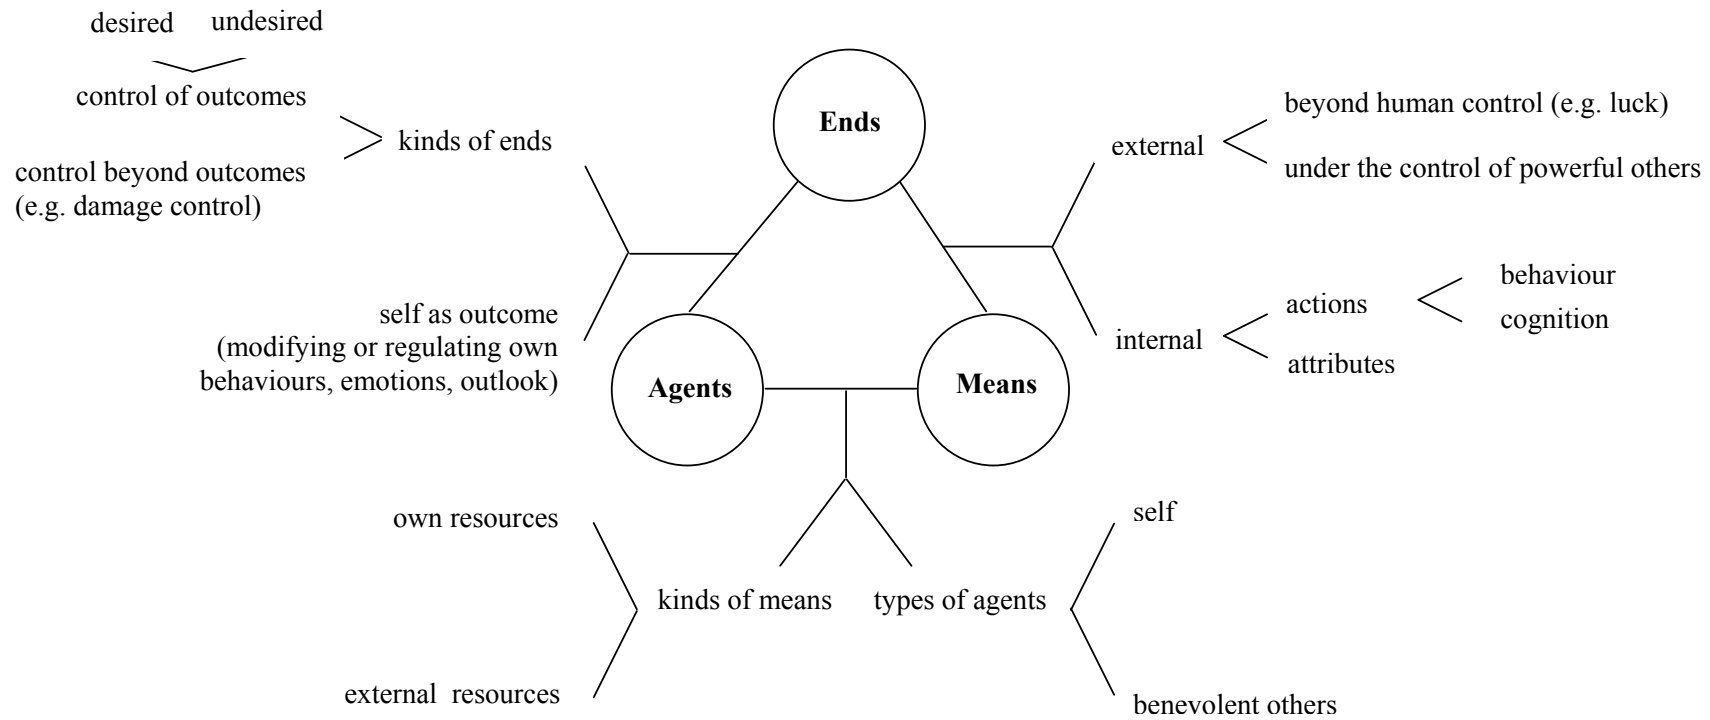 desired undesired
control of outcomes
kinds of ends
control beyond outcomes
(e.g. damage control)
self as outcome
(modifying or regulating own
behaviours, emotions, outlook)
Ends
Agents
Means
external
beyond human control (e.g. luck)
under the control of powerful others
internal
actions
behaviour
cognition
attributes
own resources
kinds of means
external resources
types of agents
self
benevolent others